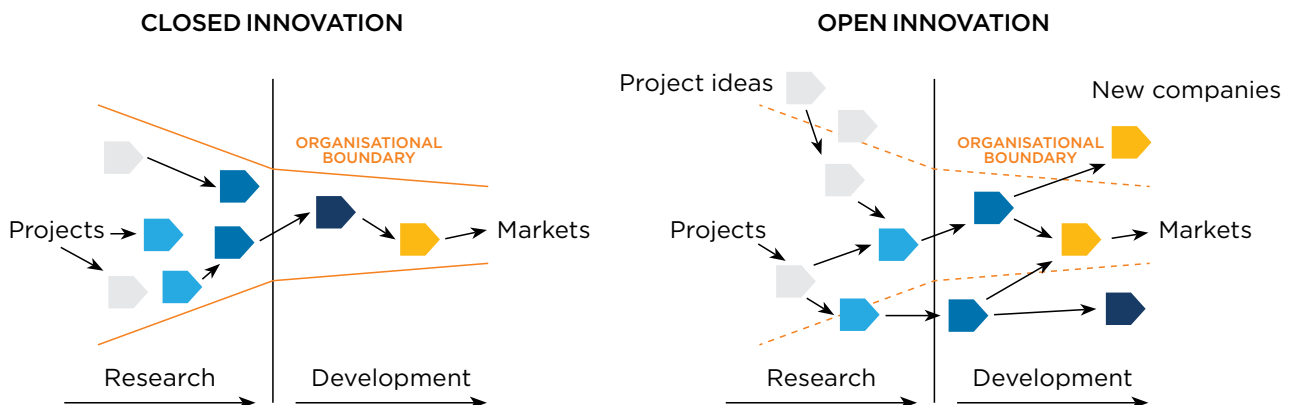 CLOSED INNOVATION
ORGANISATIONAL
BOUNDARY
Projects
Markets
Research
Development
OPEN INNOVATION
Project ideas
New companies
ORGANISATIONAL
BOUNDARY
Projects
Markets
Research
Development